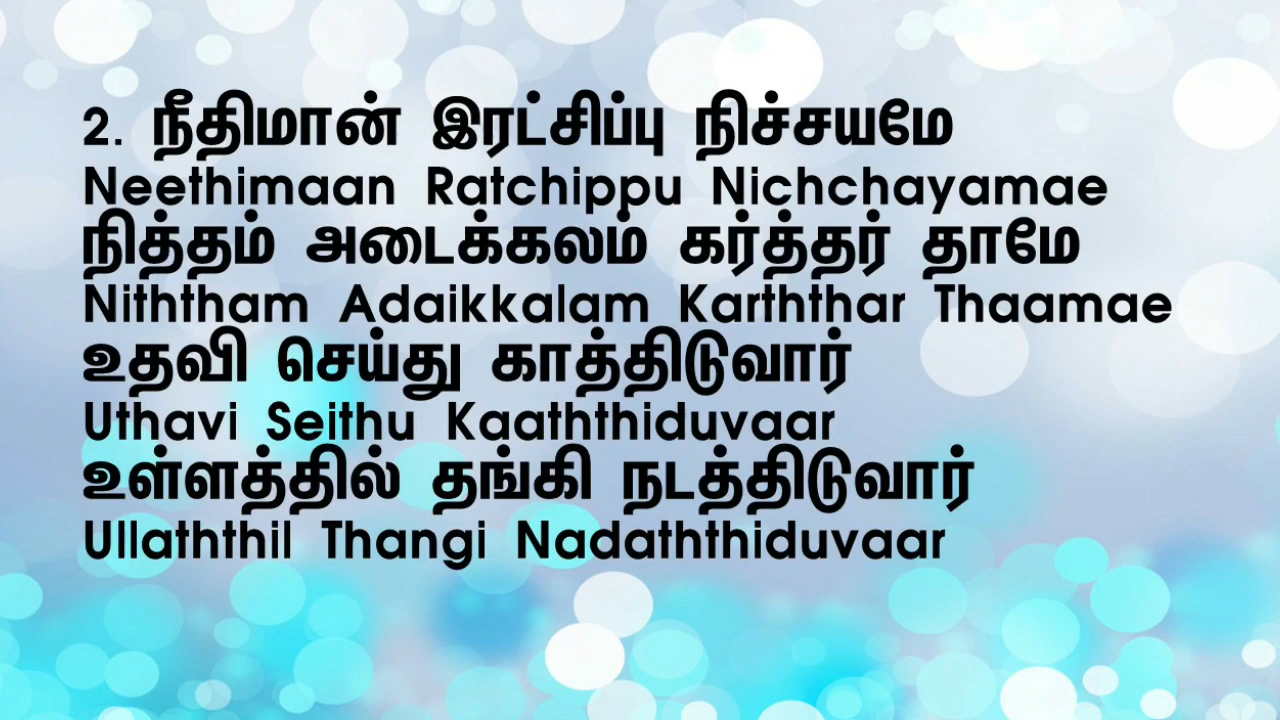 2. நீதிமான் இரட்சிப்பு நிச்சயமே
Neethimaan Ratchippu Nichchayamae
நித்தம் அடைக்கலம் கர்த்தர் தாமே
Niththam Adaikkalam Karththar Thaamae
உதவி செய்து காத்திடுவார்
Uthavi Seithu Kaaththiduvaar
உள்ளத்தில் தங்கி நடத்திடுவார்
Ullaththil Thangi Nadaththiduvaar